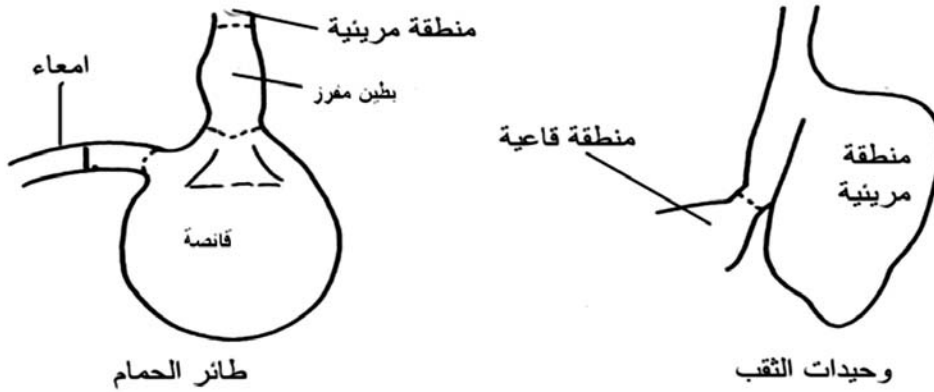 منطقة مريئية
امعاء
بطين مفرز
منطقة قاعية
منطقة
مريئية
قانصة
طائر الحمام
وحيدات الثقب